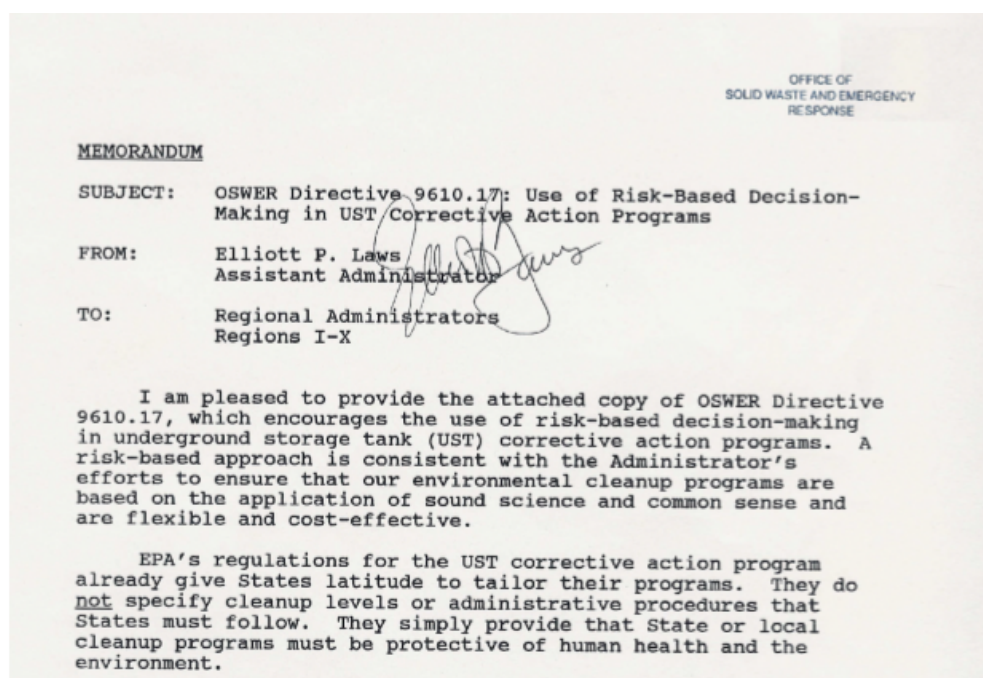 OFFICE OF
SOLID WASTE AND EMERGENCY
RESPONSE
MEMORANDUM
SUBJECT: OSWER Directive 9610.17: Use of Risk-Based Decision-
Making in UST Corrective Action Programs
FROM: Elliott P. Laws
Assistant Administrator
TO: Regional Administrators
Regions I-X
I am pleased to provide the attached copy of OSWER Directive
9610.17, which encourages the use of risk-based decision-making
in underground storage tank (UST) corrective action programs. A
risk-based approach is consistent with the Administrator's
efforts to ensure that our environmental cleanup programs are
based on the application of sound science and common sense and
are flexible and cost-effective.
EPA's regulations for the UST corrective action program
already give States latitude to tailor their programs. They do
not specify cleanup levels or administrative procedures that
States must follow. They simply provide that State or local
cleanup programs must be protective of human health and the
environment.